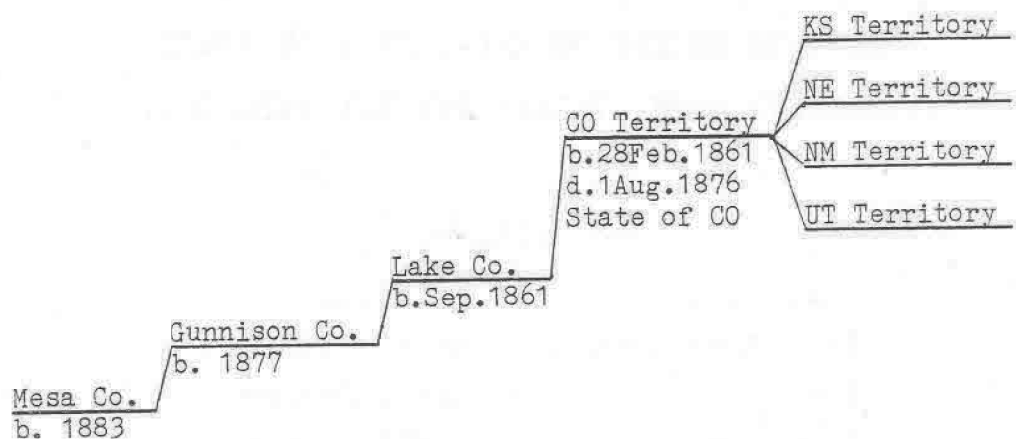 KS Territory
NE Territory
CO Territory
b.28Feb.1861
NM Territory
d.1Aug.1876
State of CO
UT Territory
Lake Co.
b.Sep.1861
Gunnison Co.
b. 1877
Mesa Co.
b. 1883